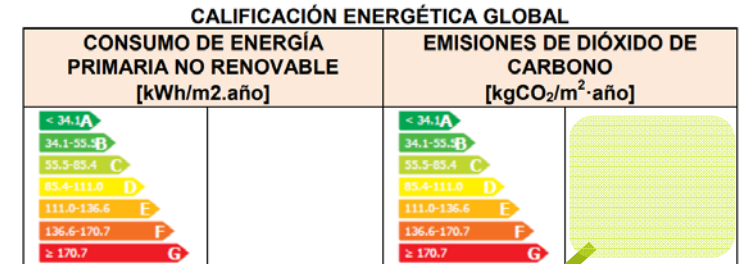 CALIFICACIÓN ENERGÉTICA GLOBAL
CONSUMO DE ENERGÍA
PRIMARIA NO RENOVABLE
[kWh/m2.año]
EMISIONES DE DIÓXIDO DE
CARBONO
[kgCO₂/m²·año]
< 34.1 A
34.1-55.5 B
55.5-85.4 C
85.4-111.0 D
111.0-136.6 E
136.6-170.7 F
≥ 170.7 G
< 34.1 A
34.1-55.5 B
55.5-85.4 C
85.4-111.0 D
111.0-136.6 E
136.6-170.7 F
≥ 170.7 G